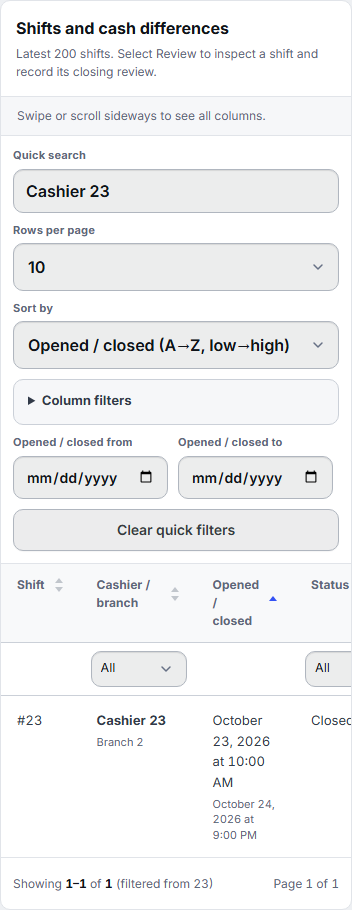 Shifts and cash differences
Latest 200 shifts. Select Review to inspect a shift and
record its closing review.
Swipe or scroll sideways to see all columns.
Quick search
Cashier 23
Rows per page
10
Sort by
Opened / closed (A→Z, low→high)
Column filters
Opened / closed from
Opened / closed to
mm/dd/yyyy
mm/dd/yyyy
Clear quick filters
Shift
Cashier /
branch
Opened
/
closed
Status
All
All
#23
Cashier 23
Branch 2
October
23, 2026
at 10:00
AM
October 24,
2026 at
9:00 PM
Closed
Showing 1–1 of 1 (filtered from 23)
Page 1 of 1